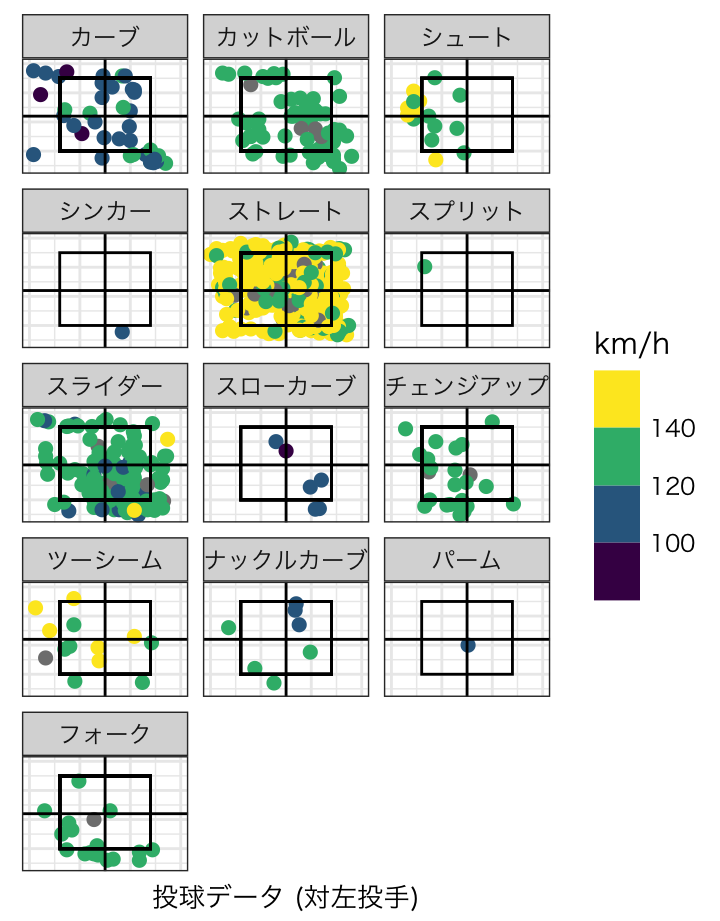 カーブ
カットボール
シュート
シンカー
ストレート
スプリット
スライダー
スローカーブ
チェンジアップ
ツーシーム
ナックルカーブ
パーム
フォーク
km/h
140
120
100
投球データ (対左投手)